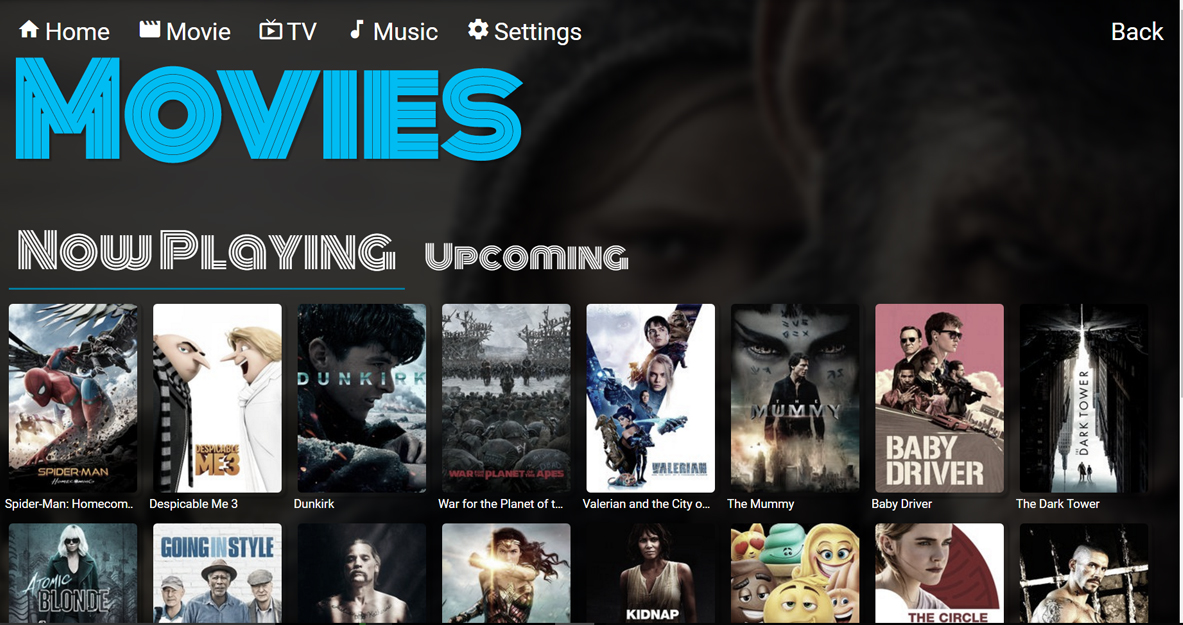 Home Movie TV Music Settings Back
Movies
Now Playing Upcoming
SPIDER-MAN
HOMECOMING
DESPICABLE
ME3
DUNKIRK
WAR FOR THE PLANET OF THE APES
VALERIAN
THE
MUMMY
BABY
DRIVER
THE DARK TOWER
Spider-Man: Homecom.. Despicable Me 3 Dunkirk War for the Planet of t... Valerian and the City o... The Mummy Baby Driver The Dark Tower
ATOMIC
BLONDE
GOING IN STYLE
KIDNAP
THE CIRCLE